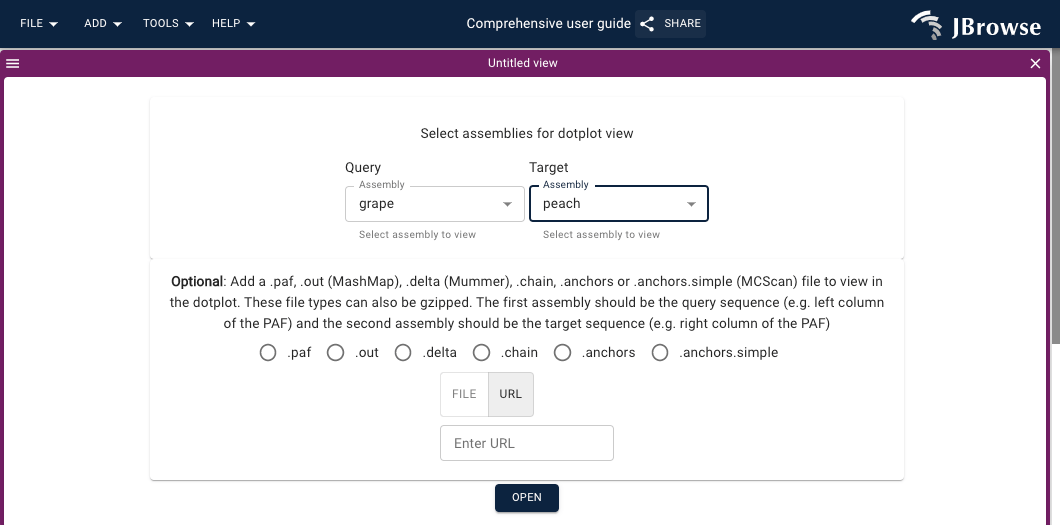 FILE ADD TOOLS HELP Comprehensive user guide SHARE JBrowse
Untitled view
Select assemblies for dotplot view
Query Target
Assembly Assembly
grape peach
Select assembly to view Select assembly to view
Optional: Add a .paf, .out (MashMap), .delta (Mummer), .chain, .anchors or .anchors.simple (MCScan) file to view in
the dotplot. These file types can also be gzipped. The first assembly should be the query sequence (e.g. left column
of the PAF) and the second assembly should be the target sequence (e.g. right column of the PAF)
.paf .out .delta .chain .anchors .anchors.simple
FILE URL
Enter URL
OPEN